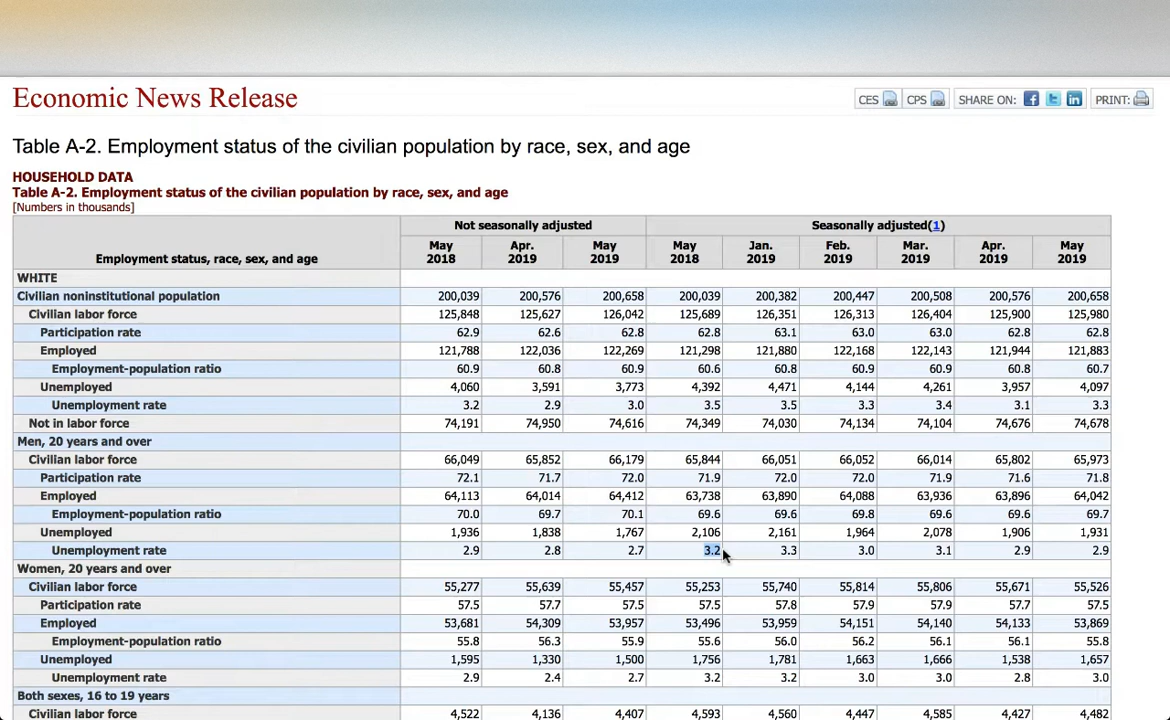 Economic News Release
CES CPS SHARE ON: PRINT:
Table A-2. Employment status of the civilian population by race, sex, and age
HOUSEHOLD DATA
Table A-2. Employment status of the civilian population by race, sex, and age
[Numbers in thousands]
Employment status, race, sex, and age Not seasonally adjusted Seasonally adjusted(1)
May 2018 Apr. 2019 May 2019 May 2018 Jan. 2019 Feb. 2019 Mar. 2019 Apr. 2019 May 2019
WHITE
Civilian noninstitutional population 200,039 200,576 200,658 200,039 200,382 200,447 200,508 200,576 200,658
Civilian labor force 125,848 125,627 126,042 125,689 126,351 126,313 126,404 125,900 125,980
Participation rate 62.9 62.6 62.8 62.8 63.1 63.0 63.0 62.8 62.8
Employed 121,788 122,036 122,269 121,298 121,880 122,168 122,143 121,944 121,883
Employment-population ratio 60.9 60.8 60.9 60.6 60.8 60.9 60.9 60.8 60.7
Unemployed 4,060 3,591 3,773 4,392 4,471 4,144 4,261 3,957 4,097
Unemployment rate 3.2 2.9 3.0 3.5 3.5 3.3 3.4 3.1 3.3
Not in labor force 74,191 74,950 74,616 74,349 74,030 74,134 74,104 74,676 74,678
Men, 20 years and over
Civilian labor force 66,049 65,852 66,179 65,844 66,051 66,052 66,014 65,802 65,973
Participation rate 72.1 71.7 72.0 71.9 72.0 72.0 71.9 71.6 71.8
Employed 64,113 64,014 64,412 63,738 63,890 64,088 63,936 63,896 64,042
Employment-population ratio 70.0 69.7 70.1 69.6 69.6 69.8 69.6 69.6 69.7
Unemployed 1,936 1,838 1,767 2,106 2,161 1,964 2,078 1,906 1,931
Unemployment rate 2.9 2.8 2.7 3.2 3.3 3.0 3.1 2.9 2.9
Women, 20 years and over
Civilian labor force 55,277 55,639 55,457 55,253 55,740 55,814 55,806 55,671 55,526
Participation rate 57.5 57.7 57.5 57.5 57.8 57.9 57.9 57.7 57.5
Employed 53,681 54,309 53,957 53,496 53,959 54,151 54,140 54,133 53,869
Employment-population ratio 55.8 56.3 55.9 55.6 56.0 56.2 56.1 56.1 55.8
Unemployed 1,595 1,330 1,500 1,756 1,781 1,663 1,666 1,538 1,657
Unemployment rate 2.9 2.4 2.7 3.2 3.2 3.0 3.0 2.8 3.0
Both sexes, 16 to 19 years
Civilian labor force 4,522 4,136 4,407 4,593 4,560 4,447 4,585 4,427 4,482